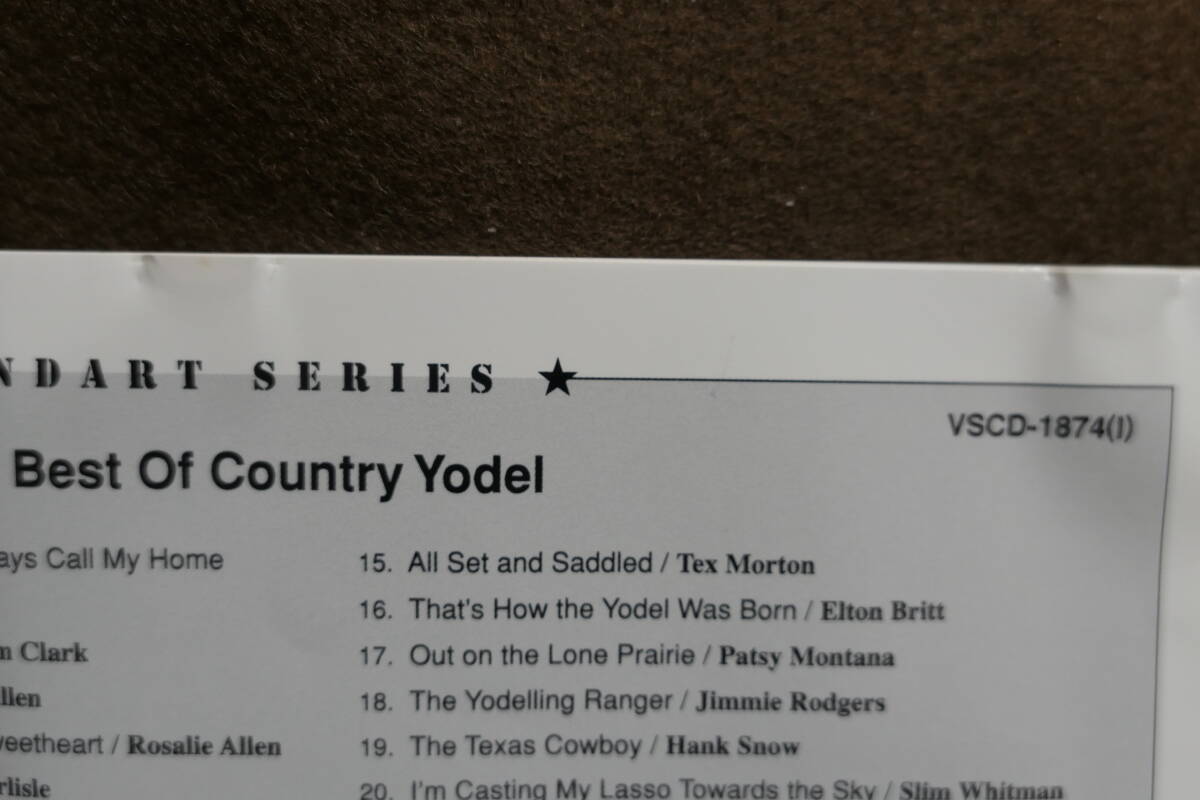 NDART SERIES ★
VSCD-1874(I)
Best Of Country Yodel
ays Call My Home
n Clark
llen
weetheart / Rosalie Allen
rlisle
15. All Set and Saddled / Tex Morton
16. That's How the Yodel Was Born / Elton Britt
17. Out on the Lone Prairie / Patsy Montana
18. The Yodelling Ranger / Jimmie Rodgers
19. The Texas Cowboy / Hank Snow
20. I'm Casting My Lasso Towards the Sky / Slim Whitman